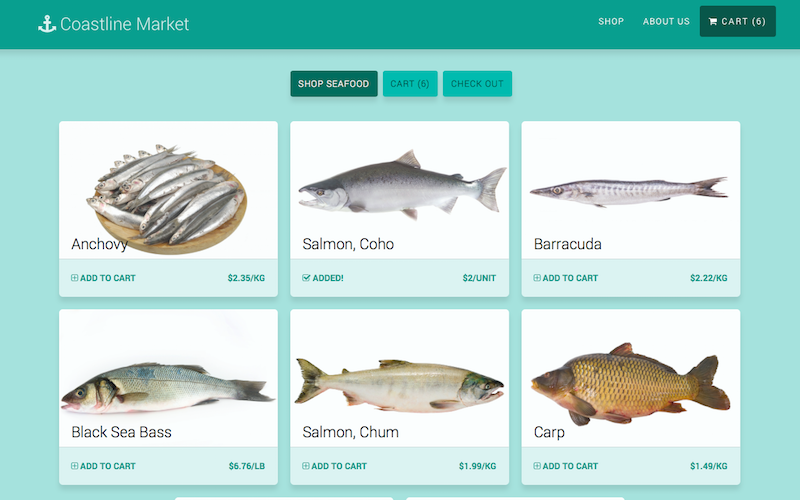 Coastline Market
SHOP
ABOUT US
CART (6)
SHOP SEAFOOD
CART (6)
CHECK OUT
Anchovy
ADD TO CART
$2.35/KG
Salmon, Coho
ADDED!
$2/UNIT
Barracuda
ADD TO CART
$2.22/KG
Black Sea Bass
ADD TO CART
$6.76/LB
Salmon, Chum
ADD TO CART
$1.99/KG
Carp
ADD TO CART
$1.49/KG